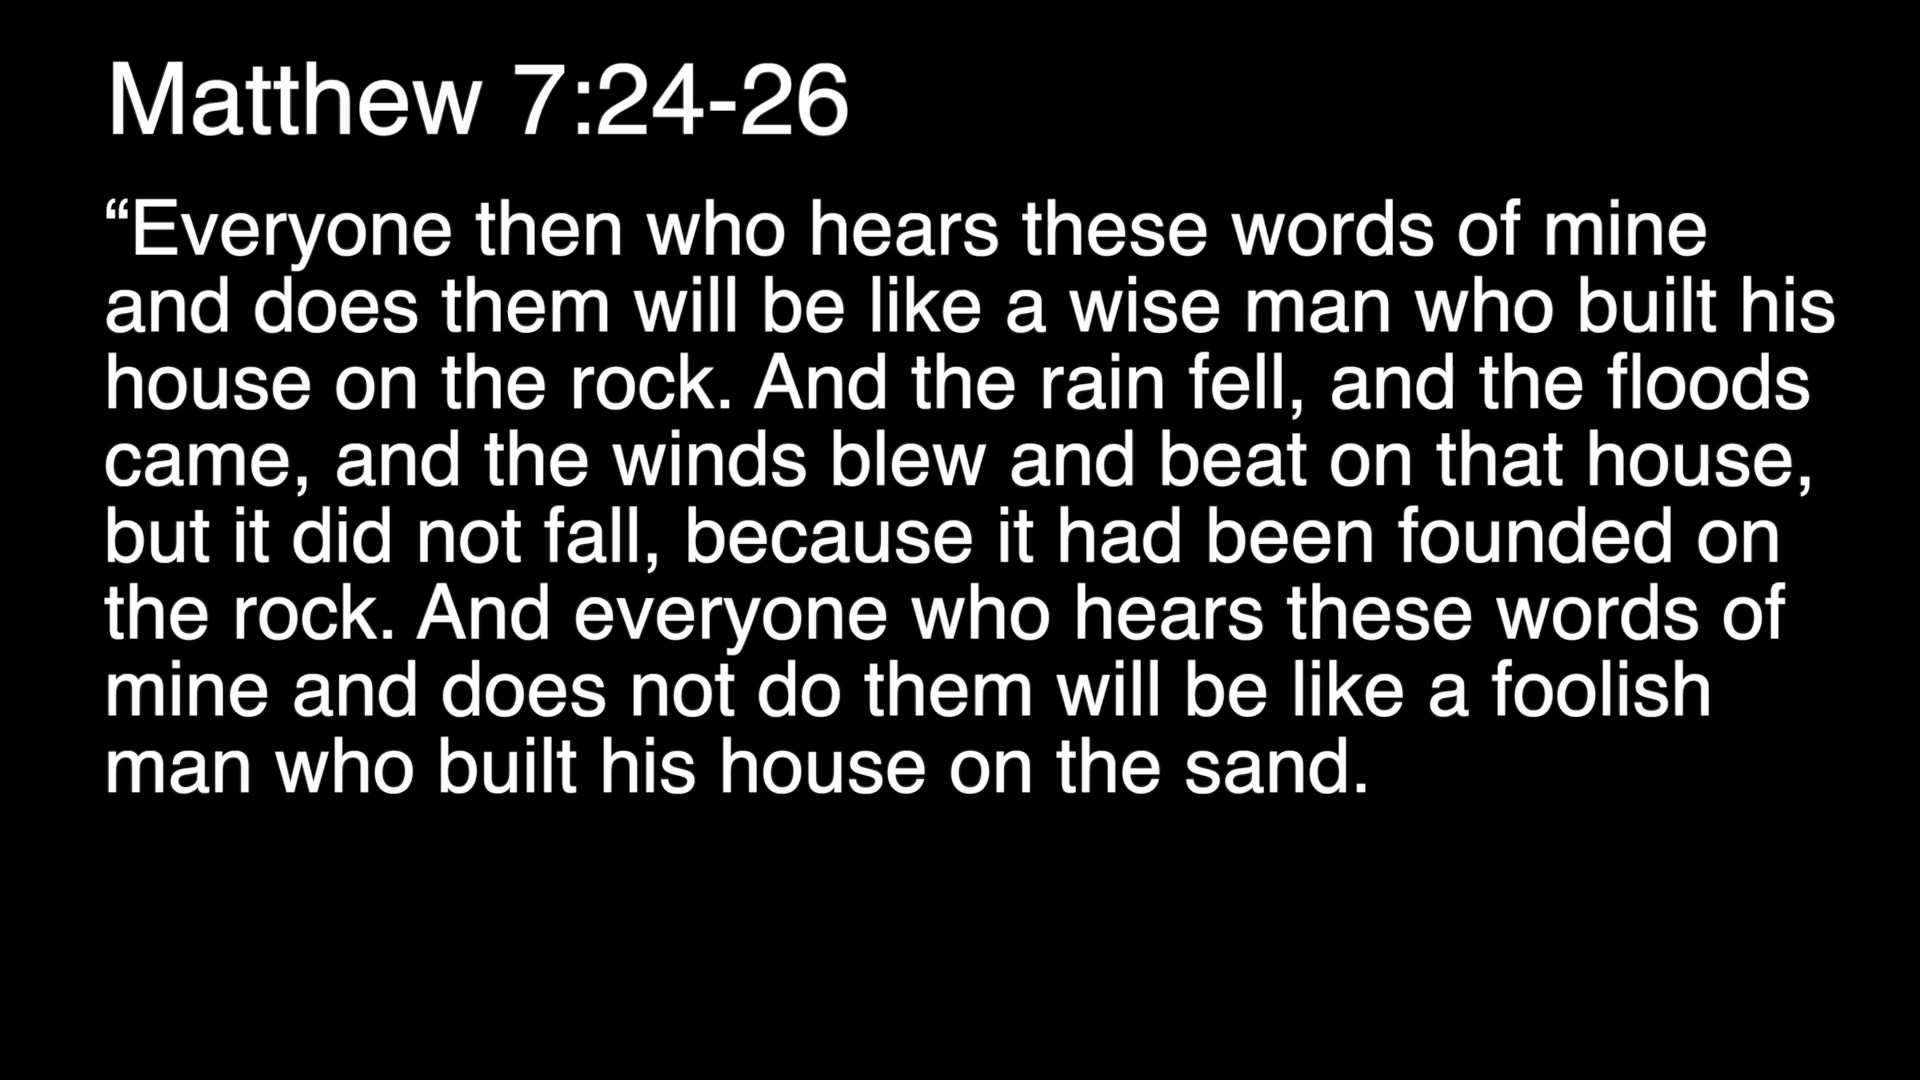 Matthew 7:24-26
“Everyone then who hears these words of mine
and does them will be like a wise man who built his
house on the rock. And the rain fell, and the floods
came, and the winds blew and beat on that house,
but it did not fall, because it had been founded on
the rock. And everyone who hears these words of
mine and does not do them will be like a foolish
man who built his house on the sand.